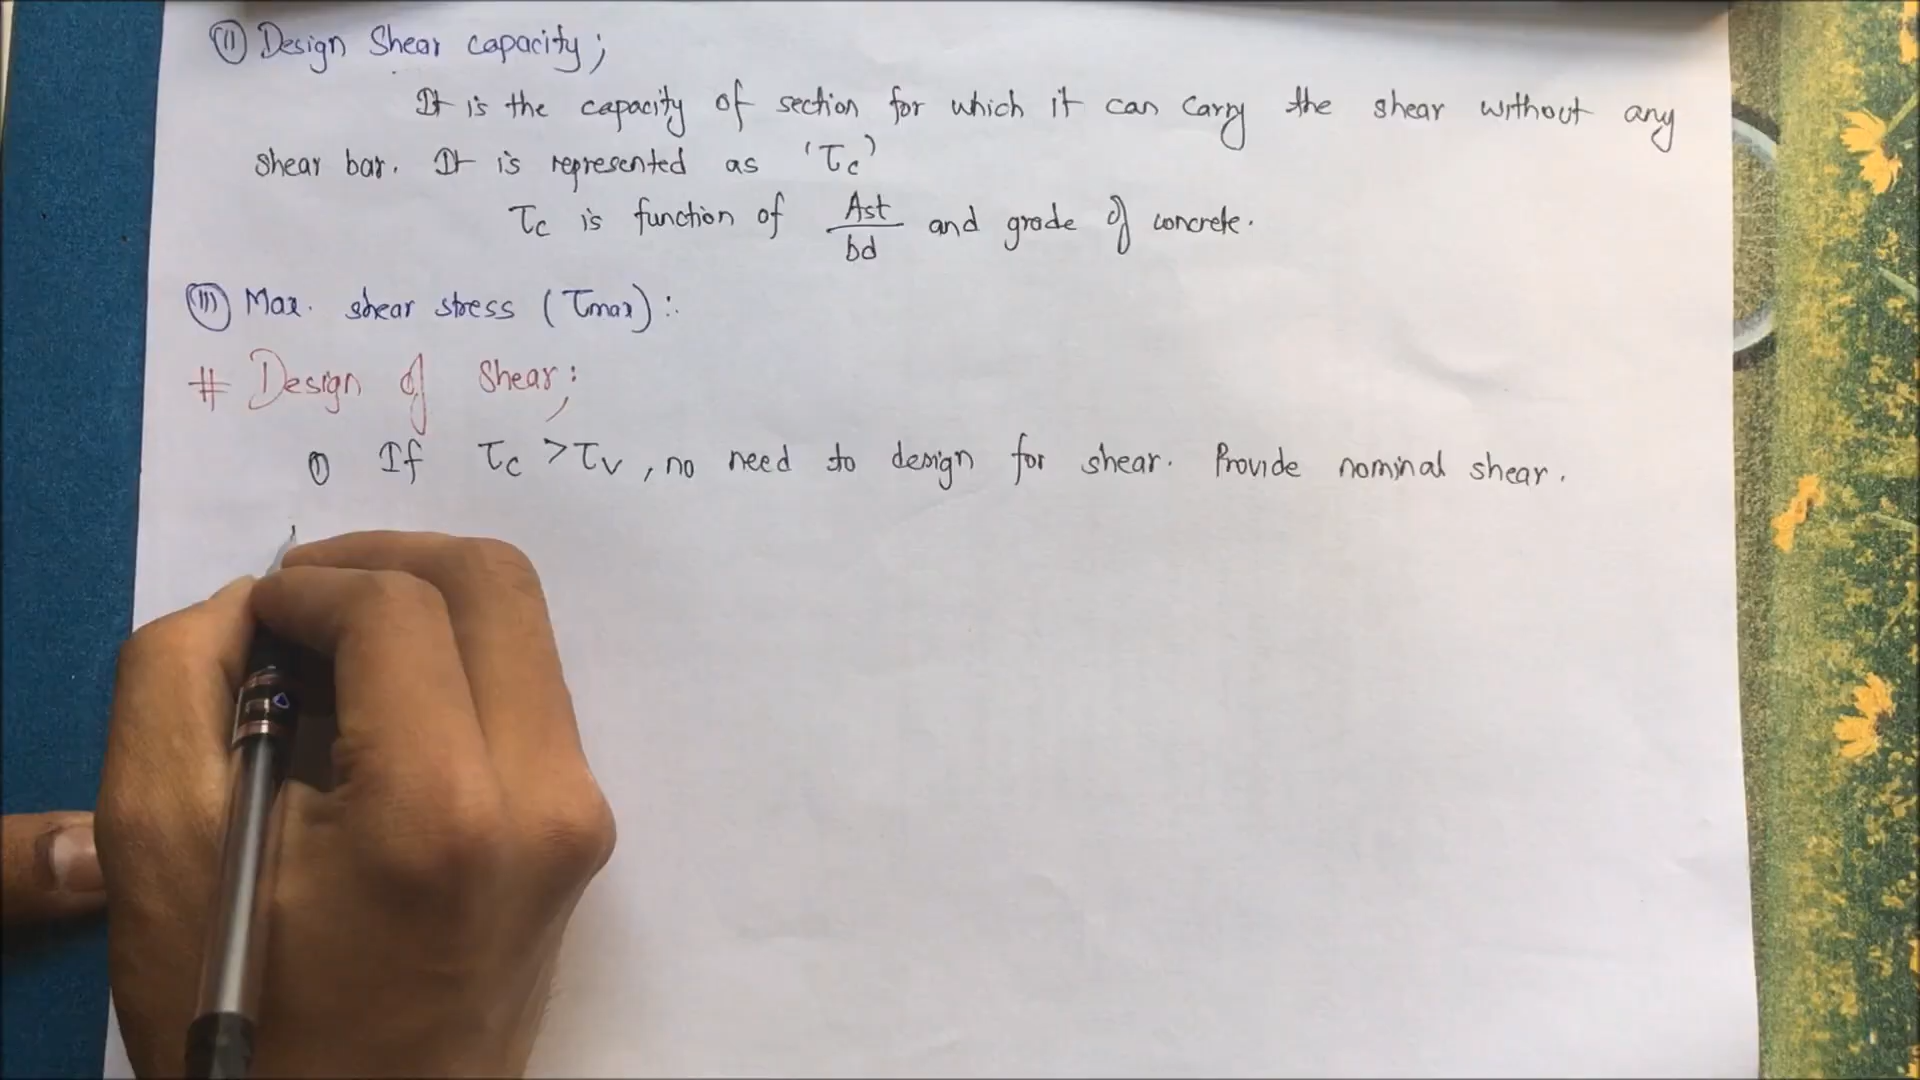 (II) Design Shear capacity;
It is the capacity of section for which it can carry the shear without any
shear bar. It is represented as 'τc'
τc is function of Ast/bd and grade of concrete.
(III) Max. shear stress (τmax) :-
# Design of Shear:
① If τc > τv, no need to design for shear. Provide nominal shear.